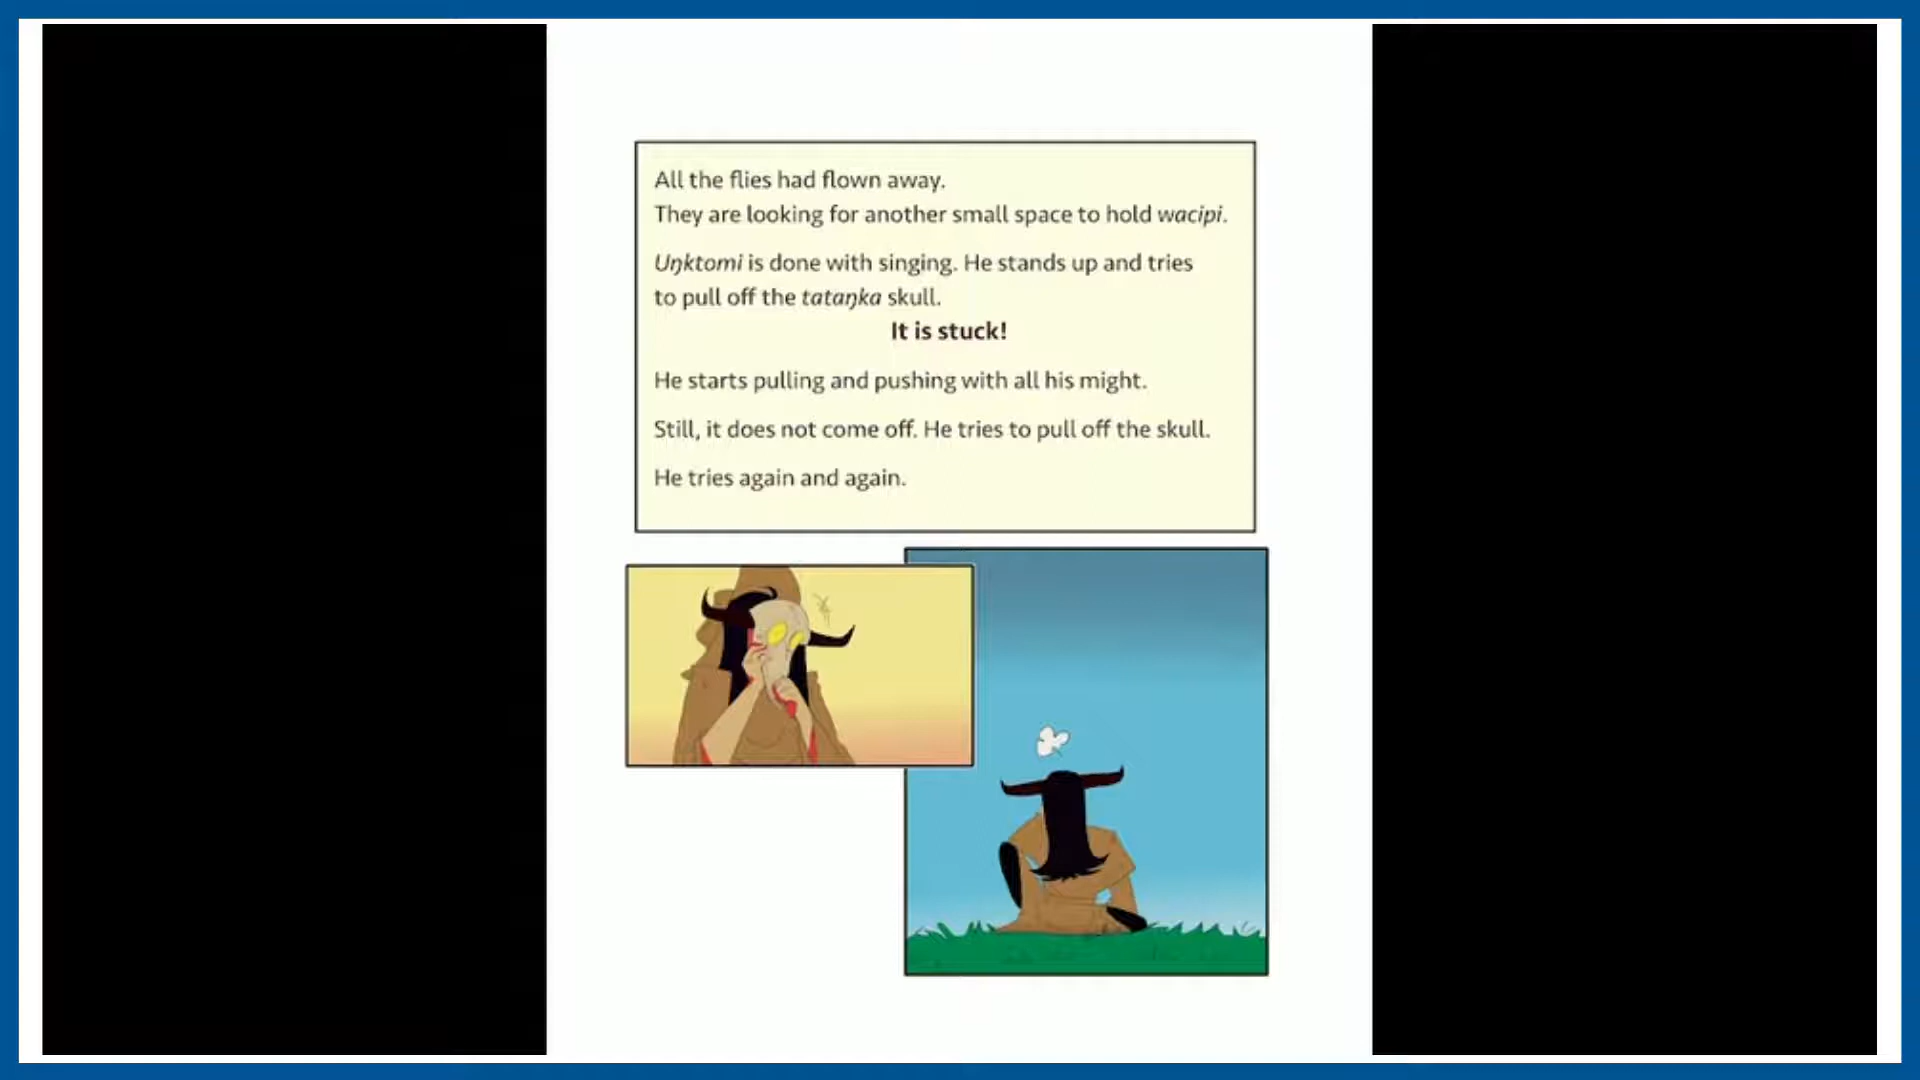 All the flies had flown away.
They are looking for another small space to hold wacipi.
Uŋktomi is done with singing. He stands up and tries
to pull off the tataŋka skull.
It is stuck!
He starts pulling and pushing with all his might.
Still, it does not come off. He tries to pull off the skull.
He tries again and again.